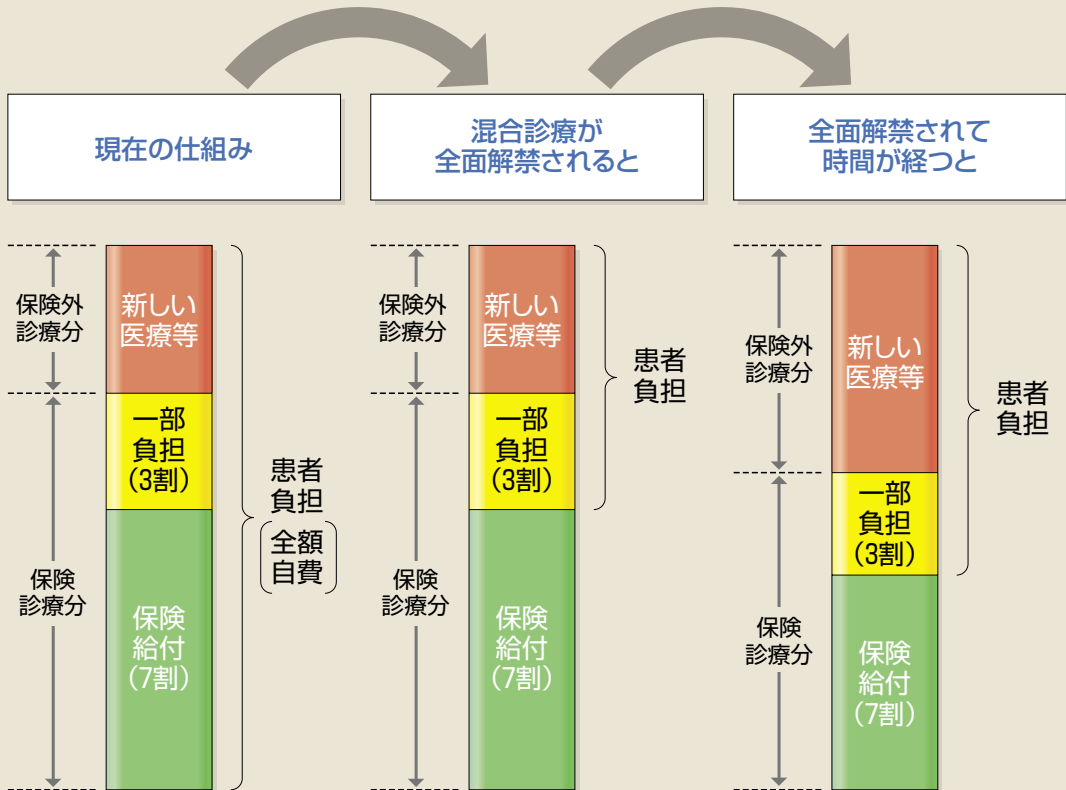 現在の仕組み
混合診療が
全面解禁されると
全面解禁されて
時間が経つと
保険外
診療分
新しい
医療等
一部
負担
(3割)
保険
診療分
保険
給付
(7割)
患者
負担
全額
自費
保険外
診療分
新しい
医療等
患者
負担
一部
負担
(3割)
保険
診療分
保険
給付
(7割)
保険外
診療分
新しい
医療等
患者
負担
一部
負担
(3割)
保険
診療分
保険
給付
(7割)